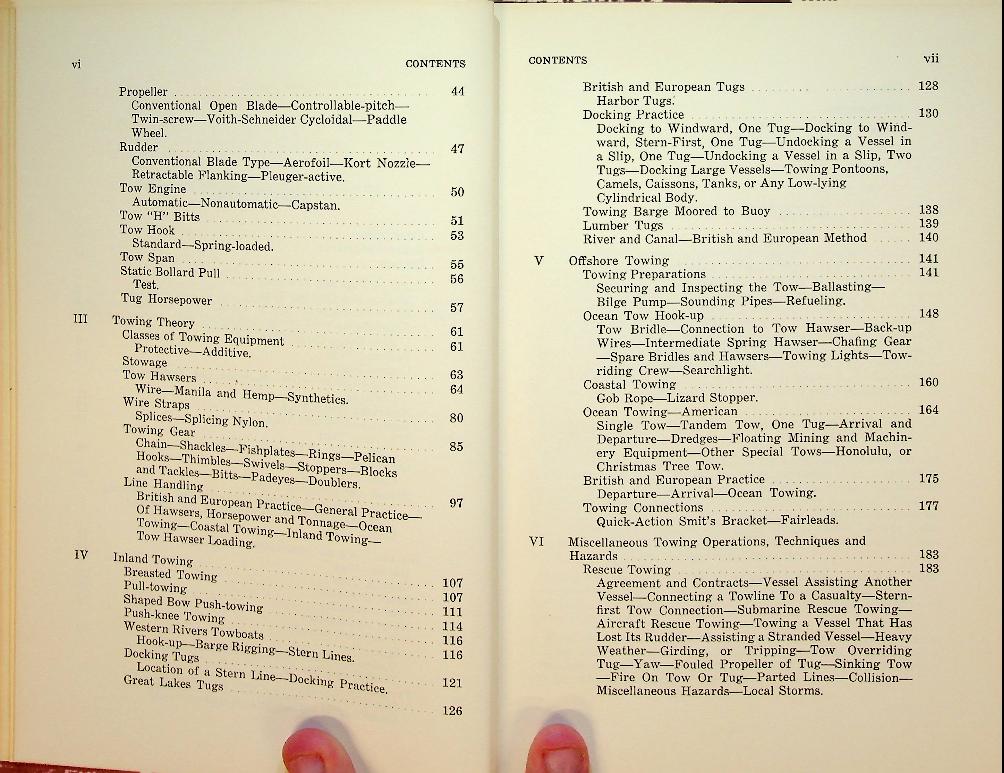 vi CONTENTS
Propeller 44
Conventional Open Blade—Controllable-pitch—
Twin-screw—Voith-Schneider Cycloidal—Paddle
Wheel.
Rudder 47
Conventional Blade Type—Aerofoil—Kort Nozzle—
Retractable Flanking—Pleuger-active.
Tow Engine 50
Automatic—Nonautomatic—Capstan.
Tow "H" Bitts 51
Tow Hook 53
Standard—Spring-loaded.
Tow Span 55
Static Bollard Pull 56
Test.
Tug Horsepower 57
III Towing Theory 61
Classes of Towing Equipment 61
Protective—Additive.
Stowage 63
Tow Hawsers 64
Wire—Manila and Hemp—Synthetics.
Wire Straps 80
Splices—Splicing Nylon.
Towing Gear 85
Chain—Shackles—Fishplates—Rings—Pelican
Hooks—Thimbles—Swivels—Stoppers—Blocks
and Tackles—Bitts—Padeyes—Doublers.
Line Handling 97
British and European Practice—General Practice—
Of Hawsers, Horsepower and Tonnage—Ocean
Towing—Coastal Towing—Inland Towing—
Tow Hawser Loading.
IV Inland Towing 107
Breasted Towing 107
Pull-towing 111
Shaped Bow Push-towing 114
Push-knee Towing 116
Western Rivers Towboats 116
Hook-up—Barge Rigging—Stern Lines.
Docking Tugs 121
Location of a Stern Line—Docking Practice.
Great Lakes Tugs 126
CONTENTS vii
British and European Tugs 128
Harbor Tugs.
Docking Practice 130
Docking to Windward, One Tug—Docking to Wind-
ward, Stern-First, One Tug—Undocking a Vessel in
a Slip, One Tug—Undocking a Vessel in a Slip, Two
Tugs—Docking Large Vessels—Towing Pontoons,
Camels, Caissons, Tanks, or Any Low-lying
Cylindrical Body.
Towing Barge Moored to Buoy 138
Lumber Tugs 139
River and Canal—British and European Method 140
V Offshore Towing 141
Towing Preparations 141
Securing and Inspecting the Tow—Ballasting—
Bilge Pump—Sounding Pipes—Refueling.
Ocean Tow Hook-up 148
Tow Bridle—Connection to Tow Hawser—Back-up
Wires—Intermediate Spring Hawser—Chafing Gear
—Spare Bridles and Hawsers—Towing Lights—Tow-
riding Crew—Searchlight.
Coastal Towing 160
Gob Rope—Lizard Stopper.
Ocean Towing—American 164
Single Tow—Tandem Tow, One Tug—Arrival and
Departure—Dredges—Floating Mining and Machin-
ery Equipment—Other Special Tows—Honolulu, or
Christmas Tree Tow.
British and European Practice 175
Departure—Arrival—Ocean Towing.
Towing Connections 177
Quick-Action Smit's Bracket—Fairleads.
VI Miscellaneous Towing Operations, Techniques and
Hazards 183
Rescue Towing 183
Agreement and Contracts—Vessel Assisting Another
Vessel—Connecting a Towline To a Casualty—Stern-
first Tow Connection—Submarine Rescue Towing—
Aircraft Rescue Towing—Towing a Vessel That Has
Lost Its Rudder—Assisting a Stranded Vessel—Heavy
Weather—Girding, or Tripping—Tow Overriding
Tug—Yaw—Fouled Propeller of Tug—Sinking Tow
—Fire On Tow Or Tug—Parted Lines—Collision—
Miscellaneous Hazards—Local Storms.